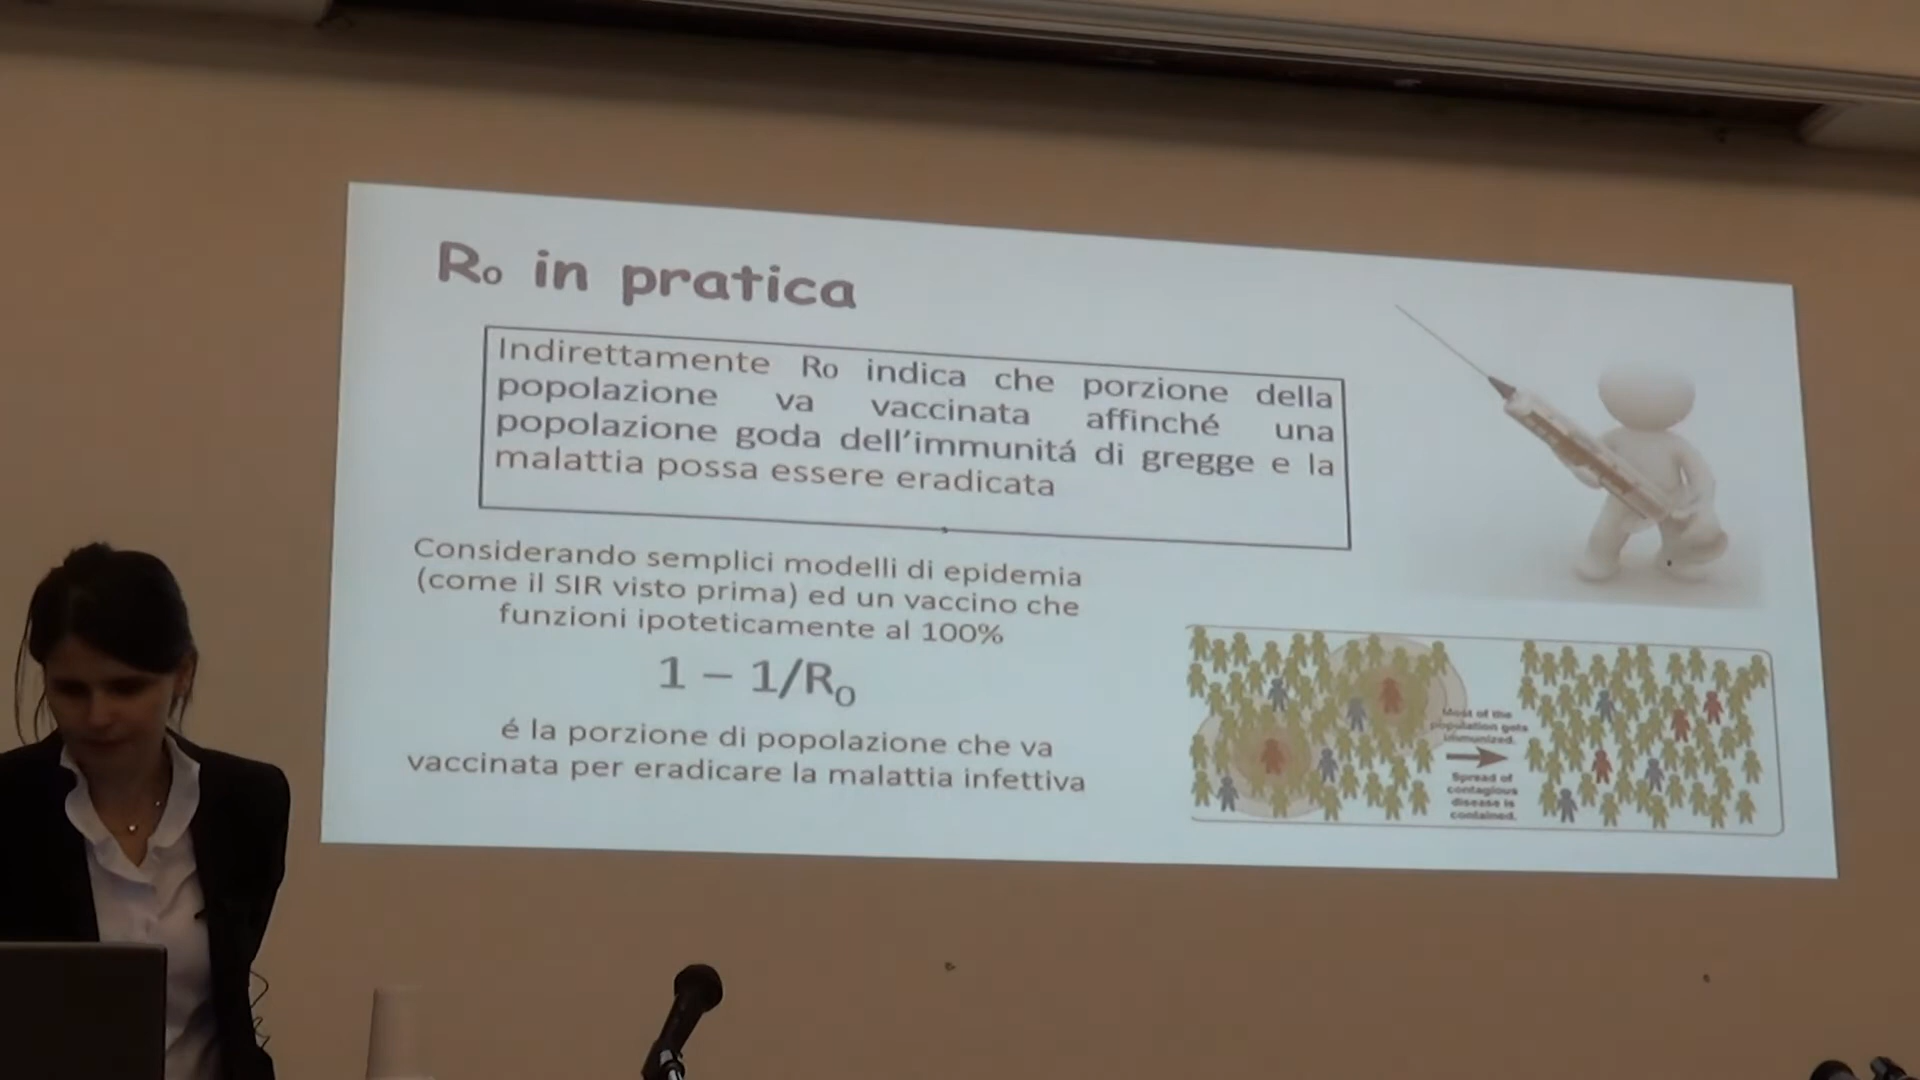 R₀ in pratica
Indirettamente R₀ indica che porzione della
popolazione va vaccinata affinché una
popolazione goda dell'immunitá di gregge e la
malattia possa essere eradicata
Considerando semplici modelli di epidemia
(come il SIR visto prima) ed un vaccino che
funzioni ipoteticamente al 100%
1 – 1/R₀
é la porzione di popolazione che va
vaccinata per eradicare la malattia infettiva
Most of the
population gets
immunized.
Spread of
contagious
disease is
contained.